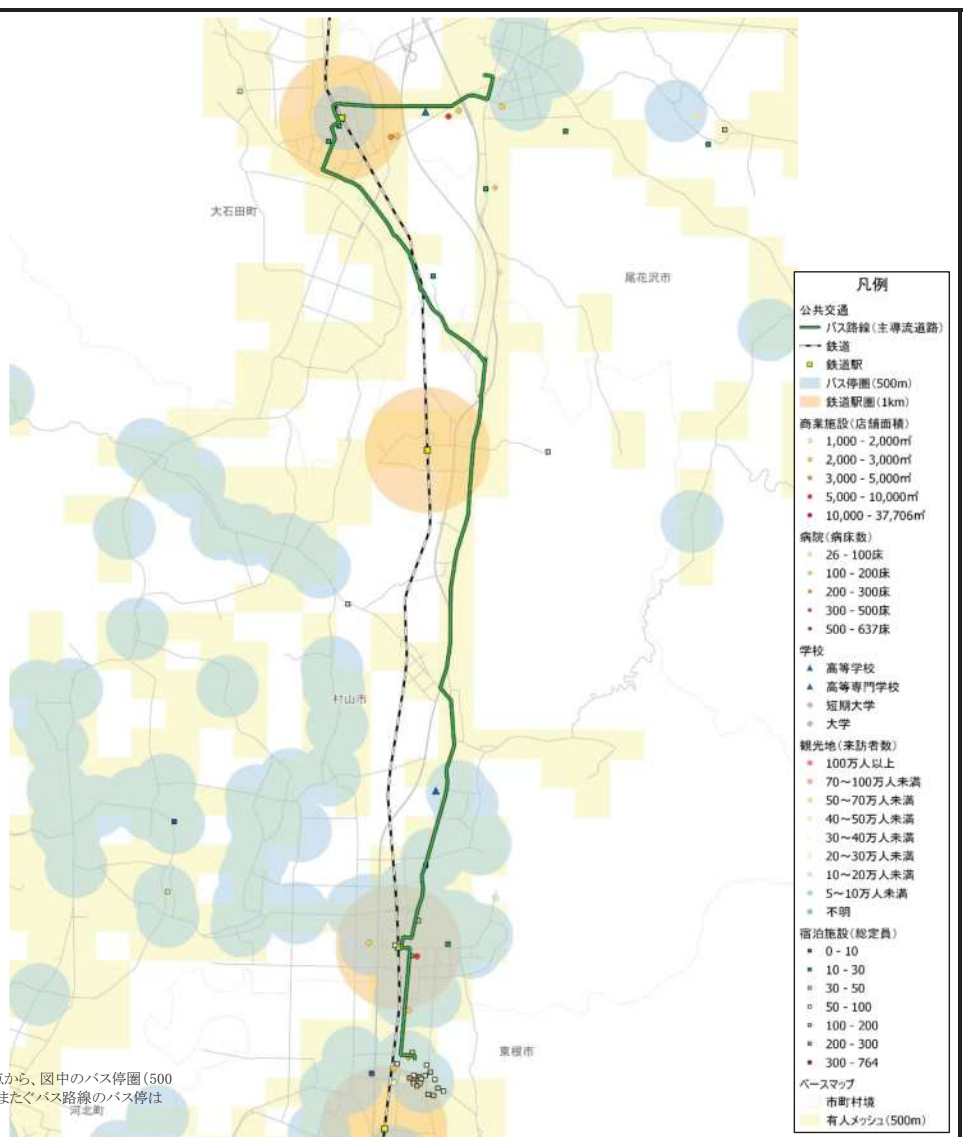 大石田町
尾花沢市
村山市
東根市
河北町
点から、図中のバス停圏(500
またぐバス路線のバス停は
凡例
公共交通
バス路線(主導流道路)
鉄道
鉄道駅
バス停圏(500m)
鉄道駅圏(1km)
商業施設(店舗面積)
1,000 - 2,000㎡
2,000 - 3,000㎡
3,000 - 5,000㎡
5,000 - 10,000㎡
10,000 - 37,706㎡
病院(病床数)
26 - 100床
100 - 200床
200 - 300床
300 - 500床
500 - 637床
学校
高等学校
高等専門学校
短期大学
大学
観光地(来訪者数)
100万人以上
70～100万人未満
50～70万人未満
40～50万人未満
30～40万人未満
20～30万人未満
10～20万人未満
5～10万人未満
不明
宿泊施設(総定員)
0 - 10
10 - 30
30 - 50
50 - 100
100 - 200
200 - 300
300 - 764
ベースマップ
市町村境
有人メッシュ(500m)